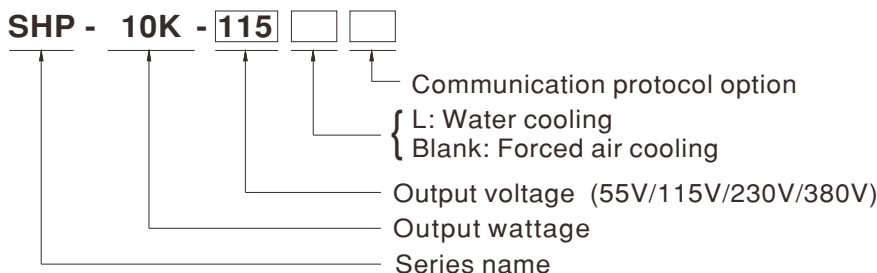 SHP - 10K - 115
Communication protocol option
L: Water cooling
Blank: Forced air cooling
Output voltage (55V/115V/230V/380V)
Output wattage
Series name